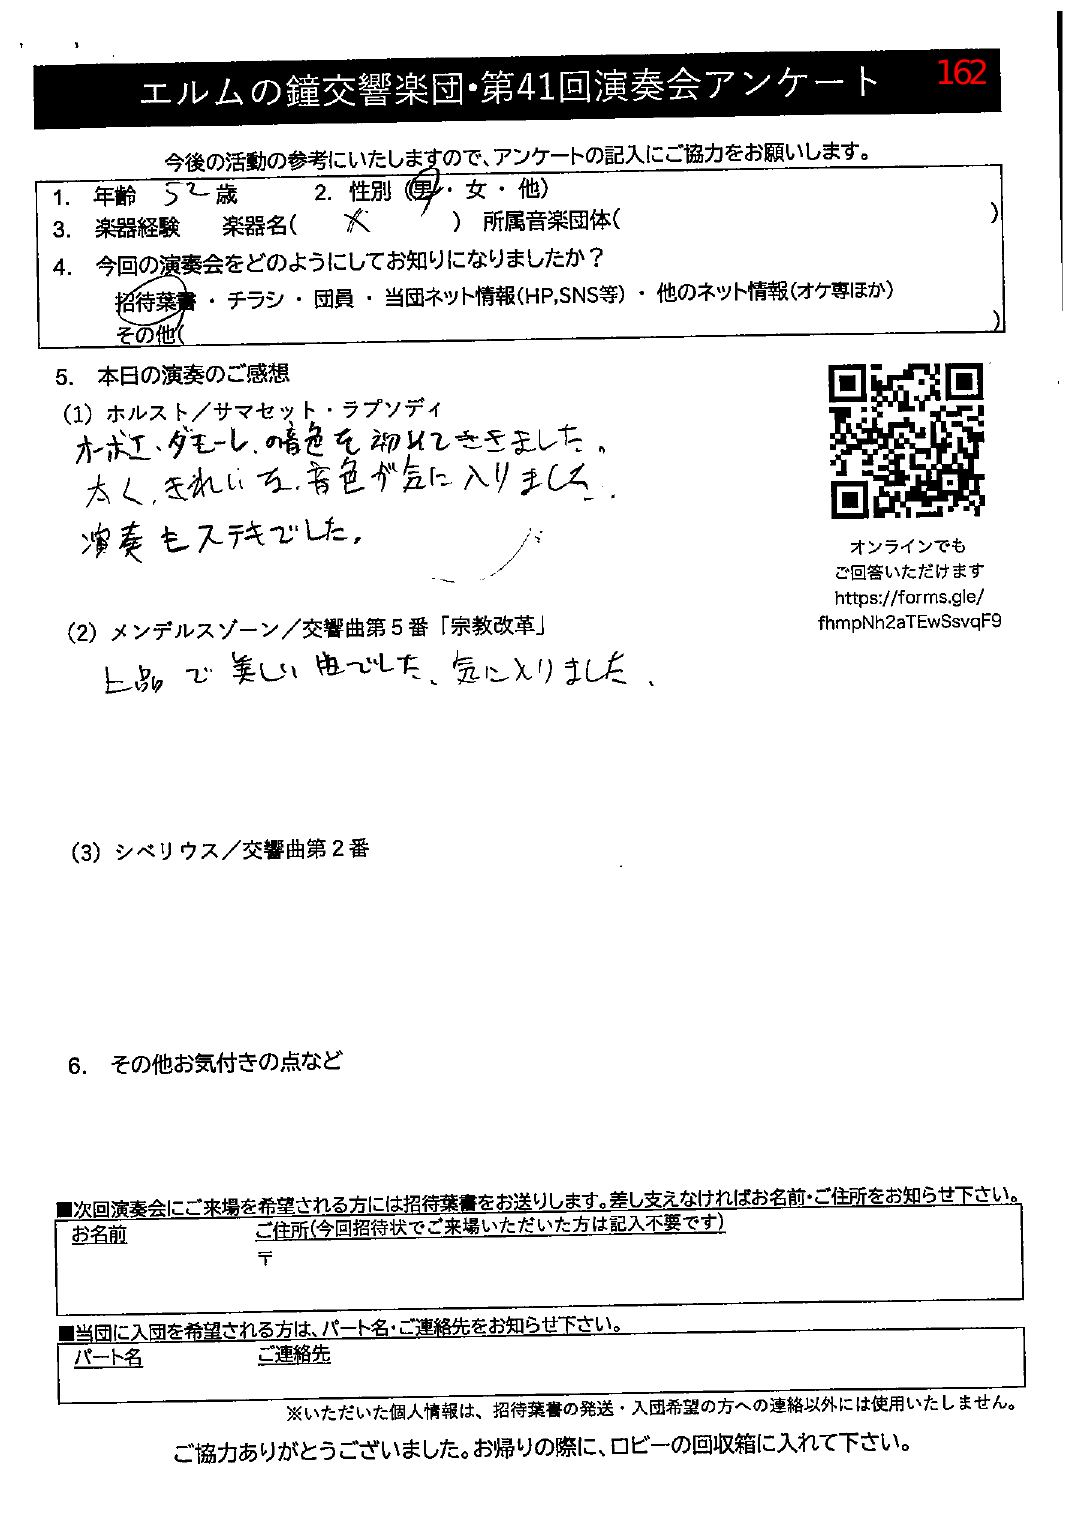 エルムの鐘交響楽団・第41回演奏会アンケート
162
今後の活動の参考にいたしますので、アンケートの記入にご協力をお願いします。
1. 年齢 52 歳 2. 性別 (男・女・他)
3. 楽器経験 楽器名( ) 所属音楽団体( )
4. 今回の演奏会をどのようにしてお知りになりましたか？
招待葉書・チラシ・団員・当団ネット情報(HP,SNS等)・他のネット情報(オケ専ほか)
その他( )
5. 本日の演奏のご感想
(1) ホルスト／サマセット・ラプソディ
オーボエ・ダモーレ、の音色を初めてききました。
太く、きれいな、音色が気に入りました.
演奏もステキでした。
オンラインでも
ご回答いただけます
https://forms.gle/
fhmpNh2aTEwSsvqF9
(2) メンデルスゾーン／交響曲第５番「宗教改革」
上品で美しい曲でした、気に入りました、
(3) シベリウス／交響曲第２番
6. その他お気付きの点など
■次回演奏会にご来場を希望される方には招待葉書をお送りします。差し支えなければお名前・ご住所をお知らせ下さい。
お名前 ご住所(今回招待状でご来場いただいた方は記入不要です)
〒
■当団に入団を希望される方は、パート名・ご連絡先をお知らせ下さい。
パート名 ご連絡先
※いただいた個人情報は、招待葉書の発送・入団希望の方への連絡以外には使用いたしません。
ご協力ありがとうございました。お帰りの際に、ロビーの回収箱に入れて下さい。